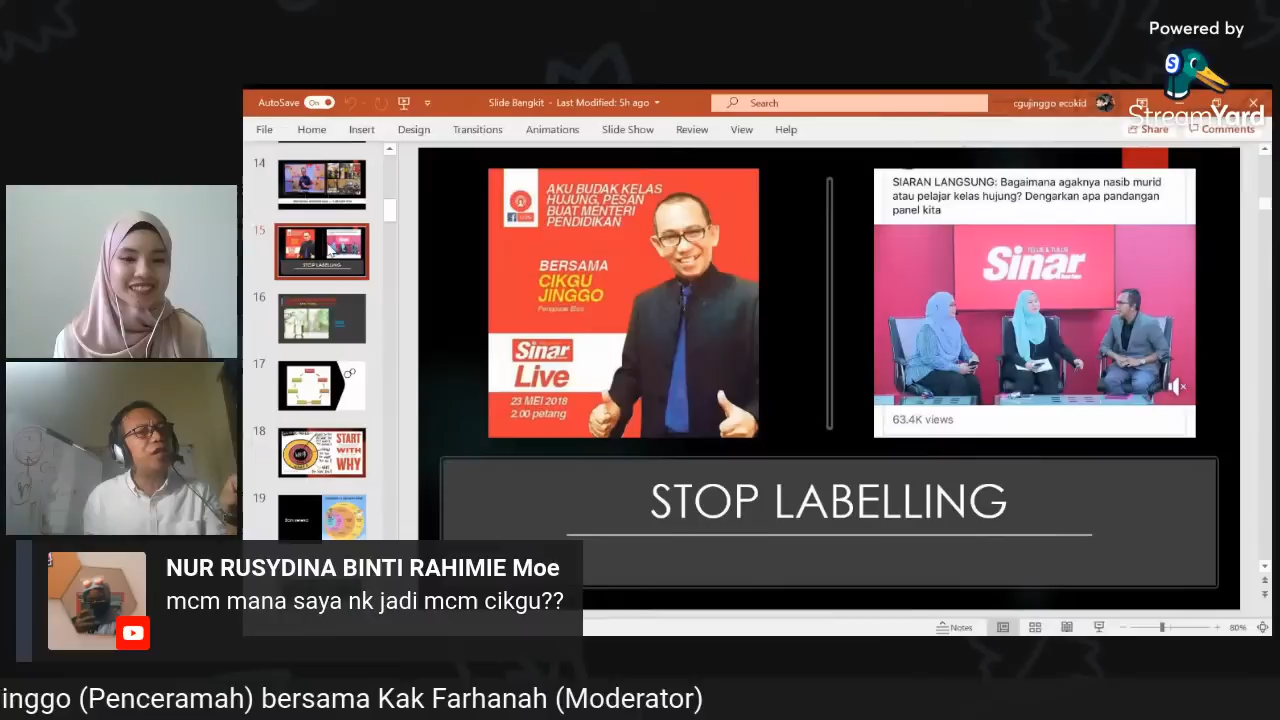 Powered by
StreamYard
AutoSave On
Slide Bangkit - Last Modified: 5h ago
Search
cgujinggo ecokid
File Home Insert Design Transitions Animations Slide Show Review View Help
Share Comments
14
15
STOP LABELLING
16
17
18
START
WITH
WHY
19
AKU BUDAK KELAS
HUJUNG, PESAN
BUAT MENTERI
PENDIDIKAN
BERSAMA
CIKGU
JINGGO
Sinar
Live
23 MEI 2018
2.00 petang
SIARAN LANGSUNG: Bagaimana agaknya nasib murid
atau pelajar kelas hujung? Dengarkan apa pandangan
panel kita
TELUS & TULUS
Sinar
63.4K views
STOP LABELLING
NUR RUSYDINA BINTI RAHIMIE Moe
mcm mana saya nk jadi mcm cikgu??
Notes
80%
inggo (Penceramah) bersama Kak Farhanah (Moderator)